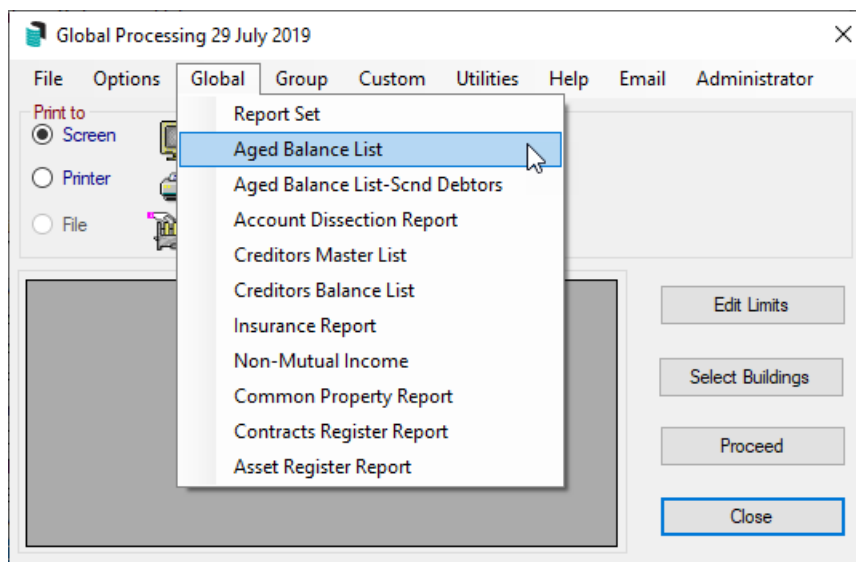 Global Processing 29 July 2019
File Options Global Group Custom Utilities Help Email Administrator
Print to
Screen
Printer
File
Report Set
Aged Balance List
Aged Balance List-Scnd Debtors
Account Dissection Report
Creditors Master List
Creditors Balance List
Insurance Report
Non-Mutual Income
Common Property Report
Contracts Register Report
Asset Register Report
Edit Limits
Select Buildings
Proceed
Close